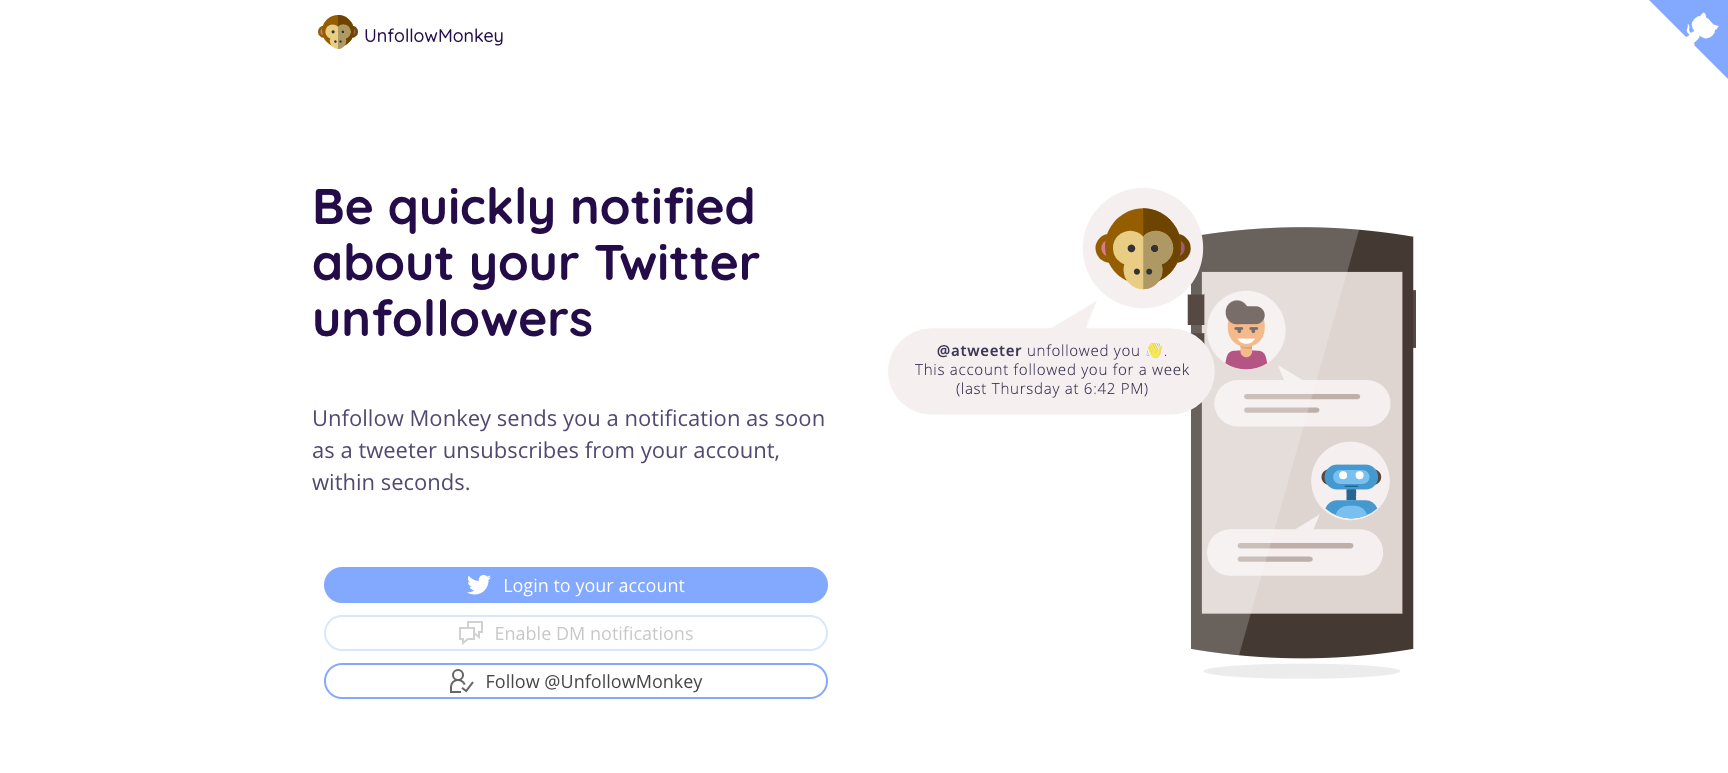 UnfollowMonkey
Be quickly notified
about your Twitter
unfollowers
Unfollow Monkey sends you a notification as soon
as a tweeter unsubscribes from your account,
within seconds.
Login to your account
Enable DM notifications
Follow @UnfollowMonkey
@atweeter unfollowed you 👋.
This account followed you for a week
(last Thursday at 6:42 PM)